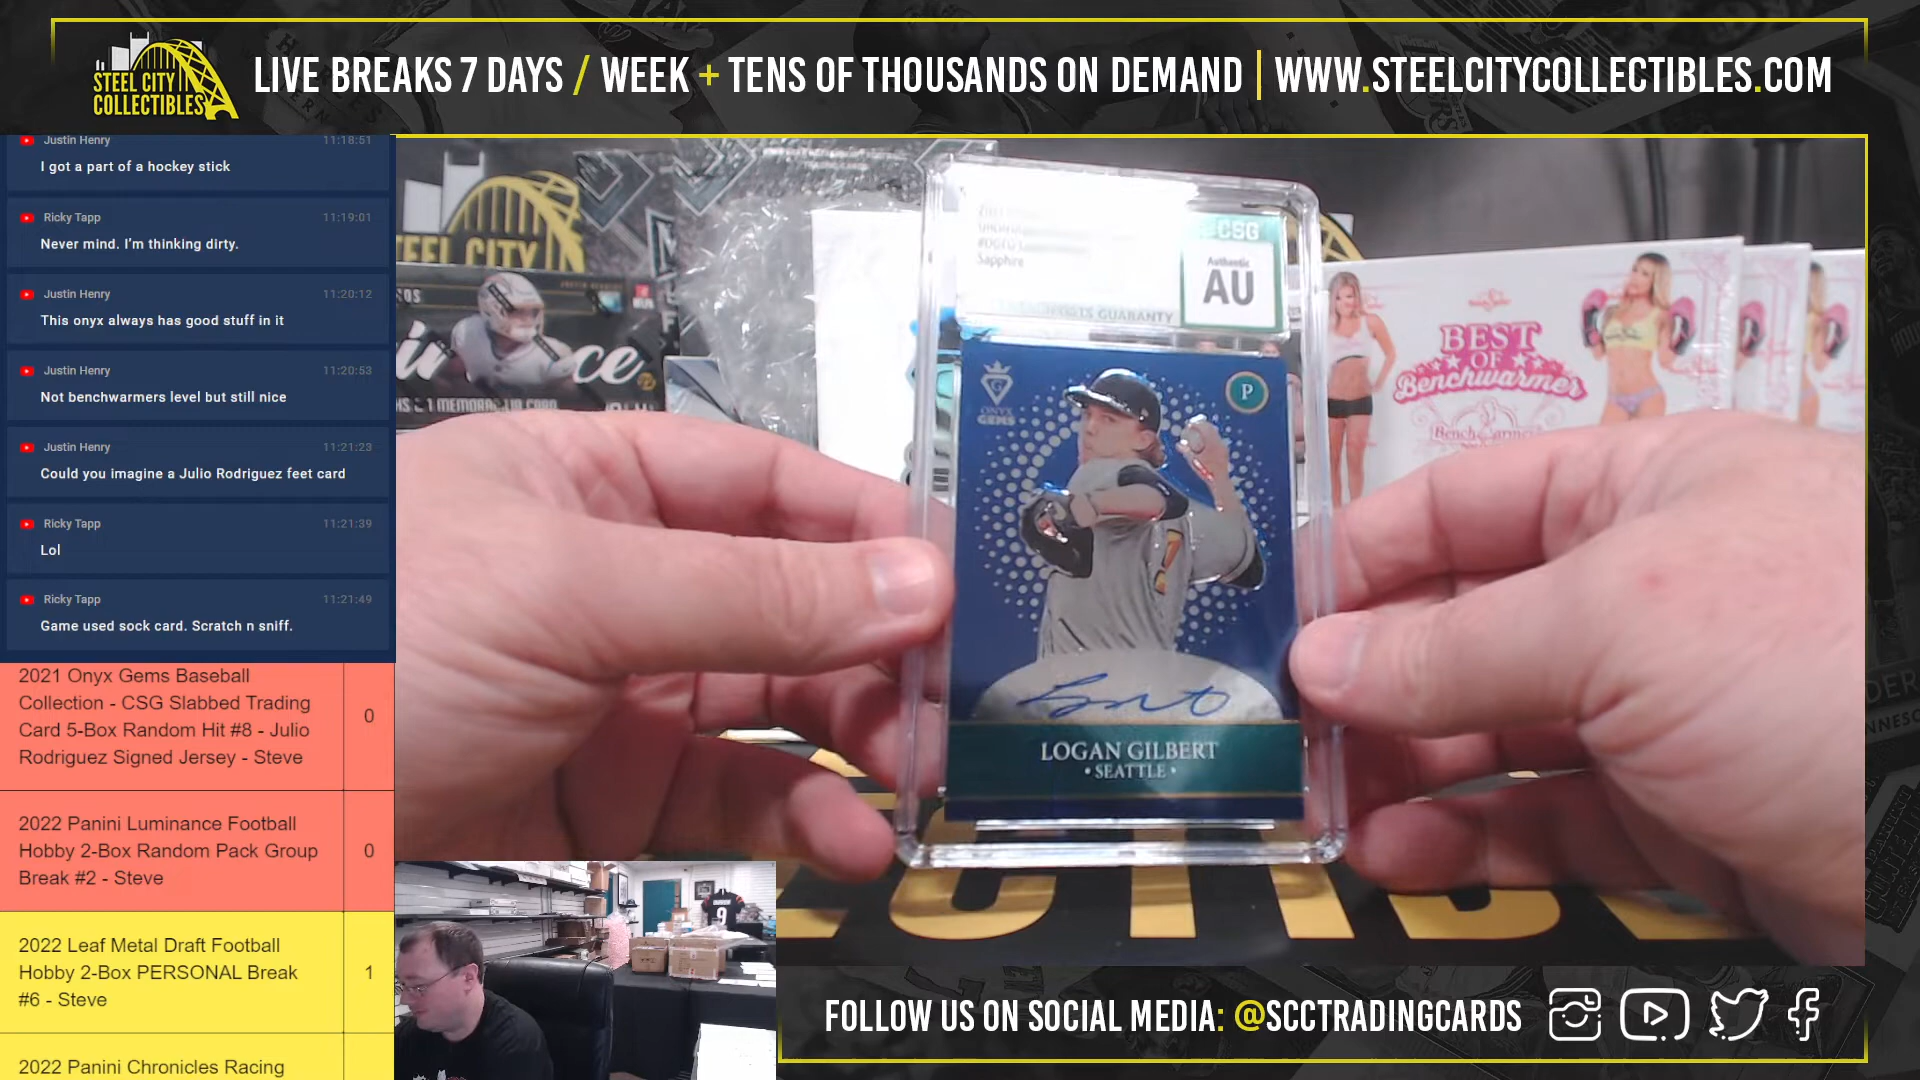 STEEL CITY
COLLECTIBLES
LIVE BREAKS 7 DAYS / WEEK + TENS OF THOUSANDS ON DEMAND | WWW.STEELCITYCOLLECTIBLES.COM
Justin Henry 11:18:51
I got a part of a hockey stick
Ricky Tapp 11:19:01
Never mind. I'm thinking dirty.
Justin Henry 11:20:12
This onyx always has good stuff in it
Justin Henry 11:20:53
Not benchwarmers level but still nice
Justin Henry 11:21:23
Could you imagine a Julio Rodriguez feet card
Ricky Tapp 11:21:39
Lol
Ricky Tapp 11:21:49
Game used sock card. Scratch n sniff.
2021 Onyx Gems Baseball
Collection - CSG Slabbed Trading
Card 5-Box Random Hit #8 - Julio
Rodriguez Signed Jersey - Steve
0
2022 Panini Luminance Football
Hobby 2-Box Random Pack Group
Break #2 - Steve
0
2022 Leaf Metal Draft Football
Hobby 2-Box PERSONAL Break
#6 - Steve
1
2022 Panini Chronicles Racing
STEEL CITY
Sapphire
CSG
Authentic
AU
GUARANTY
G
ONYX
GEMS
P
LOGAN GILBERT
• SEATTLE •
BEST
OF
Benchwarmer
9
FOLLOW US ON SOCIAL MEDIA: @SCCTRADINGCARDS